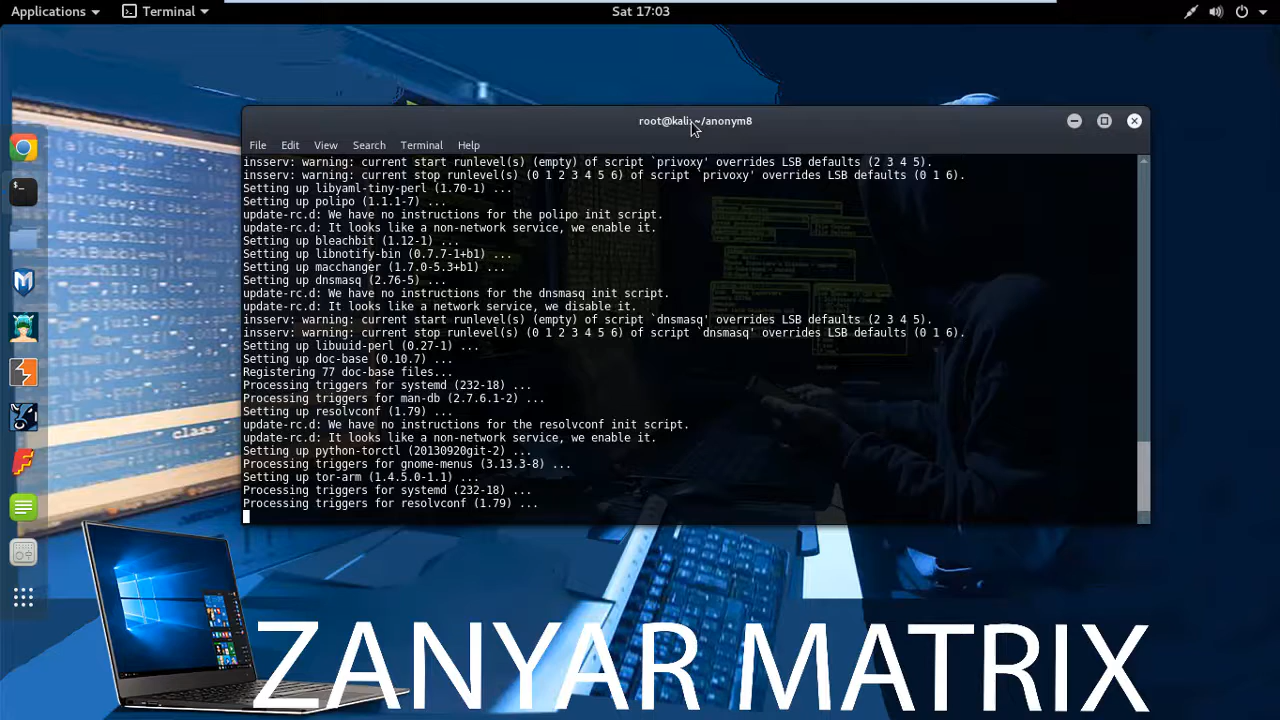 Applications Terminal Sat 17:03
root@kali: ~/anonym8
File Edit View Search Terminal Help
insserv: warning: current start runlevel(s) (empty) of script `privoxy' overrides LSB defaults (2 3 4 5).
insserv: warning: current stop runlevel(s) (0 1 2 3 4 5 6) of script `privoxy' overrides LSB defaults (0 1 6).
Setting up libyaml-tiny-perl (1.70-1) ...
Setting up polipo (1.1.1-7) ...
update-rc.d: We have no instructions for the polipo init script.
update-rc.d: It looks like a non-network service, we enable it.
Setting up bleachbit (1.12-1) ...
Setting up libnotify-bin (0.7.7-1+b1) ...
Setting up macchanger (1.7.0-5.3+b1) ...
Setting up dnsmasq (2.76-5) ...
update-rc.d: We have no instructions for the dnsmasq init script.
update-rc.d: It looks like a network service, we disable it.
insserv: warning: current start runlevel(s) (empty) of script `dnsmasq' overrides LSB defaults (2 3 4 5).
insserv: warning: current stop runlevel(s) (0 1 2 3 4 5 6) of script `dnsmasq' overrides LSB defaults (0 1 6).
Setting up libuuid-perl (0.27-1) ...
Setting up doc-base (0.10.7) ...
Registering 77 doc-base files...
Processing triggers for systemd (232-18) ...
Processing triggers for man-db (2.7.6.1-2) ...
Setting up resolvconf (1.79) ...
update-rc.d: We have no instructions for the resolvconf init script.
update-rc.d: It looks like a non-network service, we enable it.
Setting up python-torctl (20130920git-2) ...
Processing triggers for gnome-menus (3.13.3-8) ...
Setting up tor-arm (1.4.5.0-1.1) ...
Processing triggers for systemd (232-18) ...
Processing triggers for resolvconf (1.79) ...
class
ZANYAR MATRIX